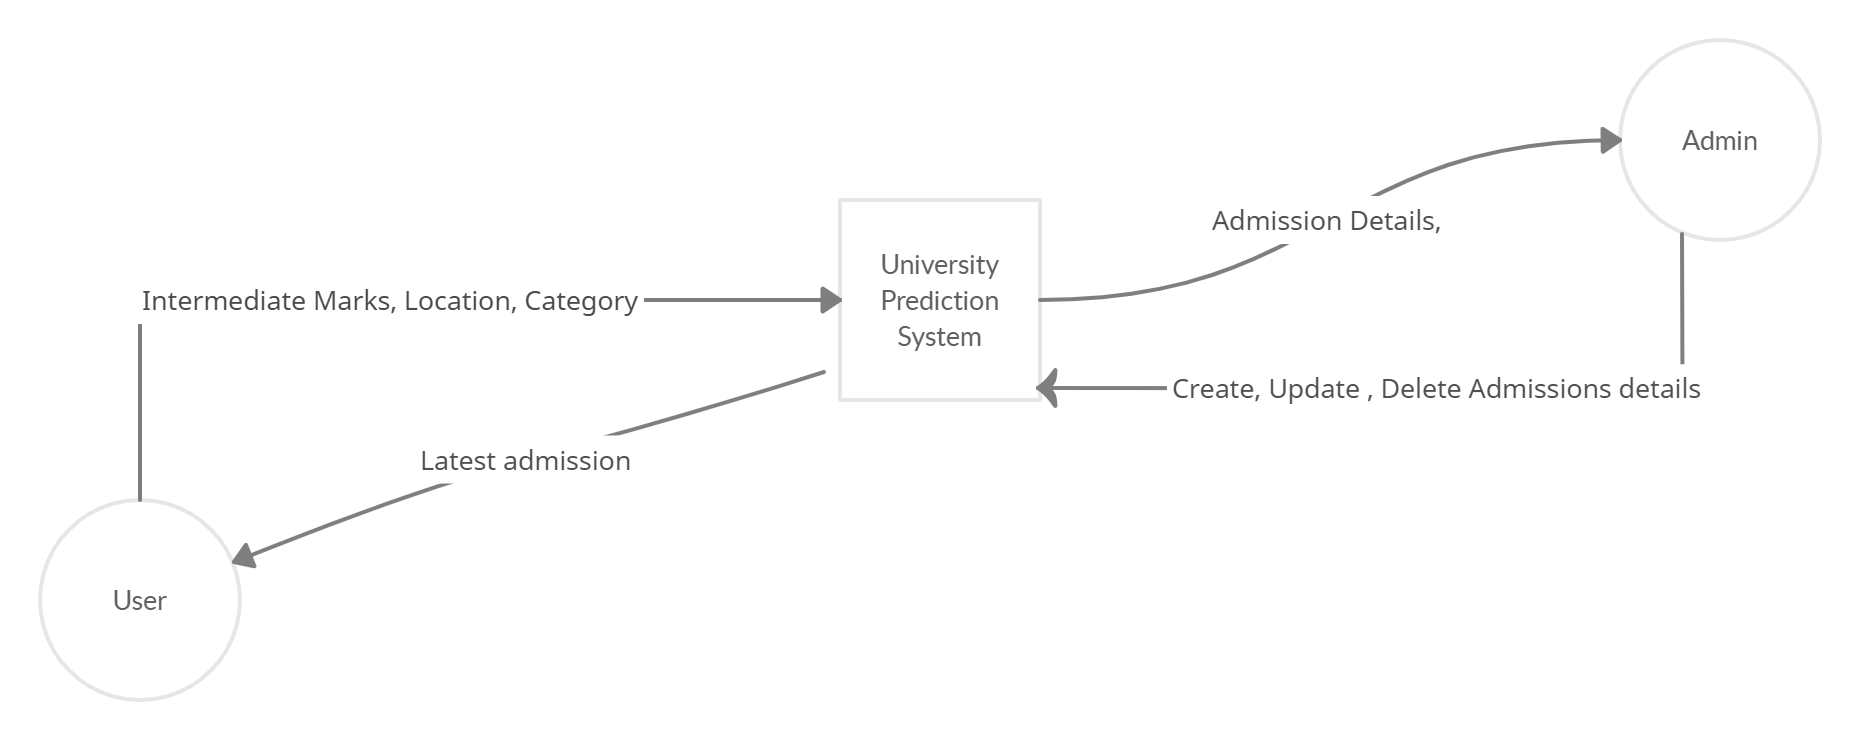 Admin
Admission Details,
University
Prediction
System
Intermediate Marks, Location, Category
Create, Update , Delete Admissions details
Latest admission
User